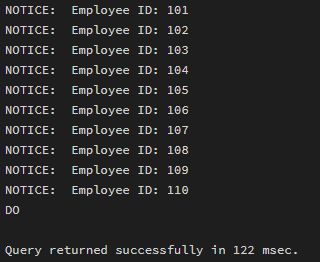 NOTICE:  Employee ID: 101
NOTICE:  Employee ID: 102
NOTICE:  Employee ID: 103
NOTICE:  Employee ID: 104
NOTICE:  Employee ID: 105
NOTICE:  Employee ID: 106
NOTICE:  Employee ID: 107
NOTICE:  Employee ID: 108
NOTICE:  Employee ID: 109
NOTICE:  Employee ID: 110
DO
Query returned successfully in 122 msec.